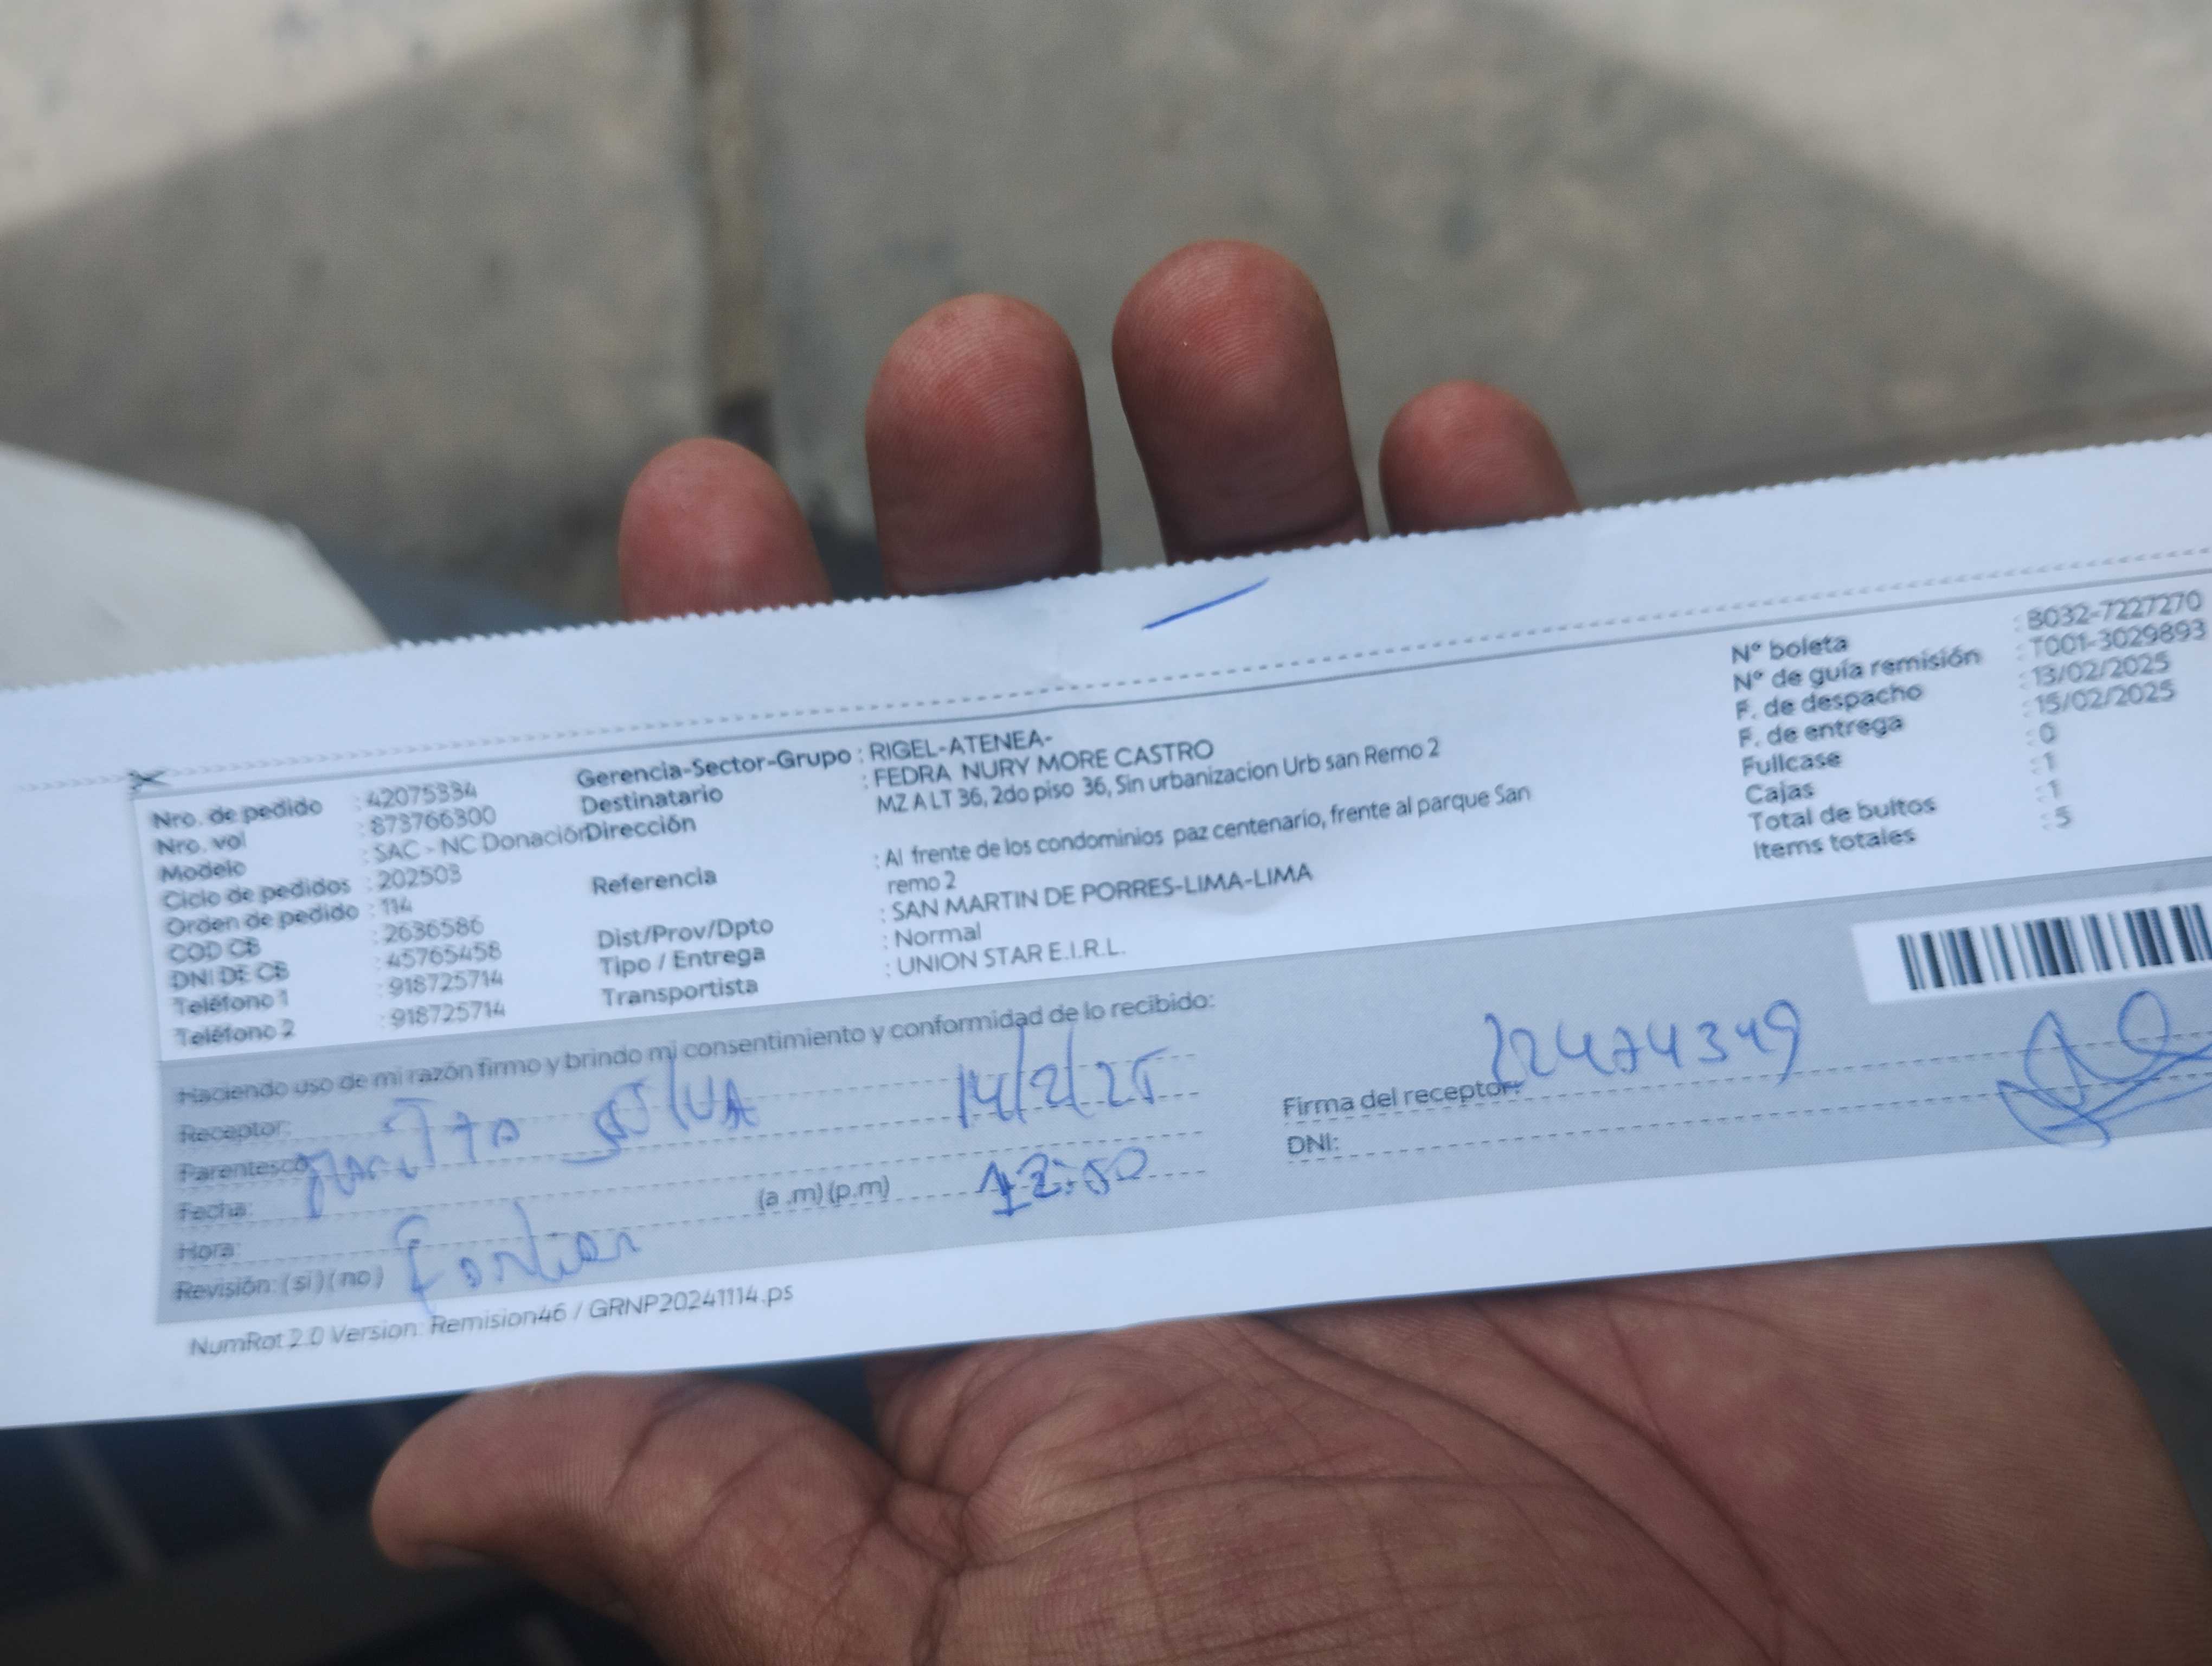 Nro. de pedido : 42075334
Nro. vol : 873766300
Modelo : SAC - NC Donación
Ciclo de pedidos : 202503
Orden de pedido : 114
COD CB : 2636586
DNI DE CB : 45765458
Teléfono 1 : 918725714
Teléfono 2 : 918725714
Gerencia-Sector-Grupo : RIGEL-ATENEA-
Destinatario : FEDRA NURY MORE CASTRO
Dirección MZ A LT 36, 2do piso 36, Sin urbanizacion Urb san Remo 2
Referencia : Al frente de los condominios paz centenario, frente al parque San
remo 2
Dist/Prov/Dpto : SAN MARTIN DE PORRES-LIMA-LIMA
Tipo / Entrega : Normal
Transportista : UNION STAR E.I.R.L.
N° boleta : B032-7227270
N° de guía remisión : T001-3029893
F. de despacho : 13/02/2025
F. de entrega : 15/02/2025
Fullcase : 0
Cajas : 1
Total de bultos : 1
Items totales : 5
Haciendo uso de mi razón firmo y brindo mi consentimiento y conformidad de lo recibido:
Receptor:
Parentesco
Fecha: 14/2/25
Hora: (a .m) (p.m) 12:50
Revisión: ( si ) ( no )
Firma del receptor:
DNI:
NumRot 2.0 Version: Remision46 / GRNP20241114.ps